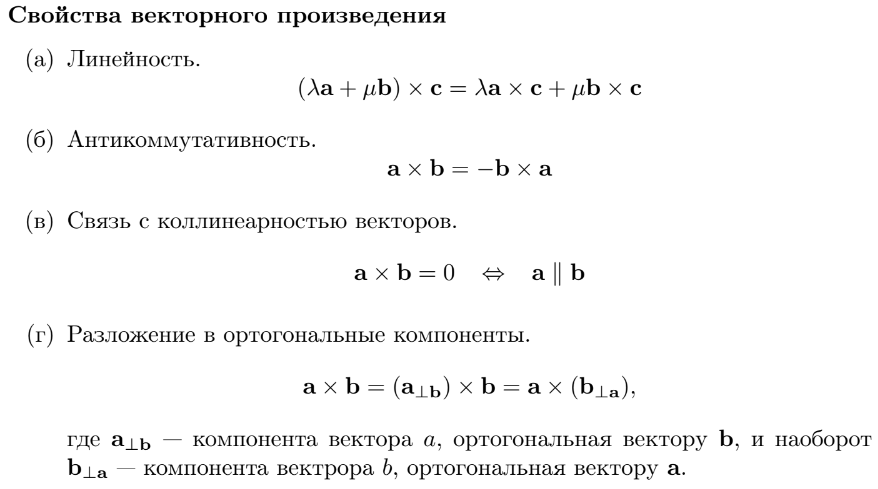 Свойства векторного произведения
(а) Линейность.
(λa + μb) × c = λa × c + μb × c
(б) Антикоммутативность.
a × b = −b × a
(в) Связь с коллинеарностью векторов.
a × b = 0 ⇔ a ∥ b
(г) Разложение в ортогональные компоненты.
a × b = (a⊥b) × b = a × (b⊥a),
где a⊥b — компонента вектора a, ортогональная вектору b, и наоборот
b⊥a — компонента вектрора b, ортогональная вектору a.